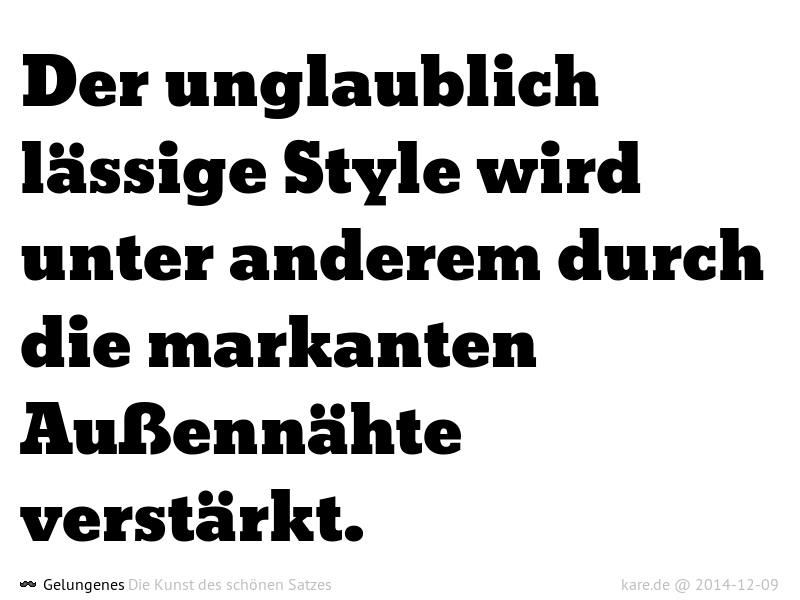 Der unglaublich
lässige Style wird
unter anderem durch
die markanten
Außennähte
verstärkt.
Gelungenes Die Kunst des schönen Satzes
kare.de @ 2014-12-09